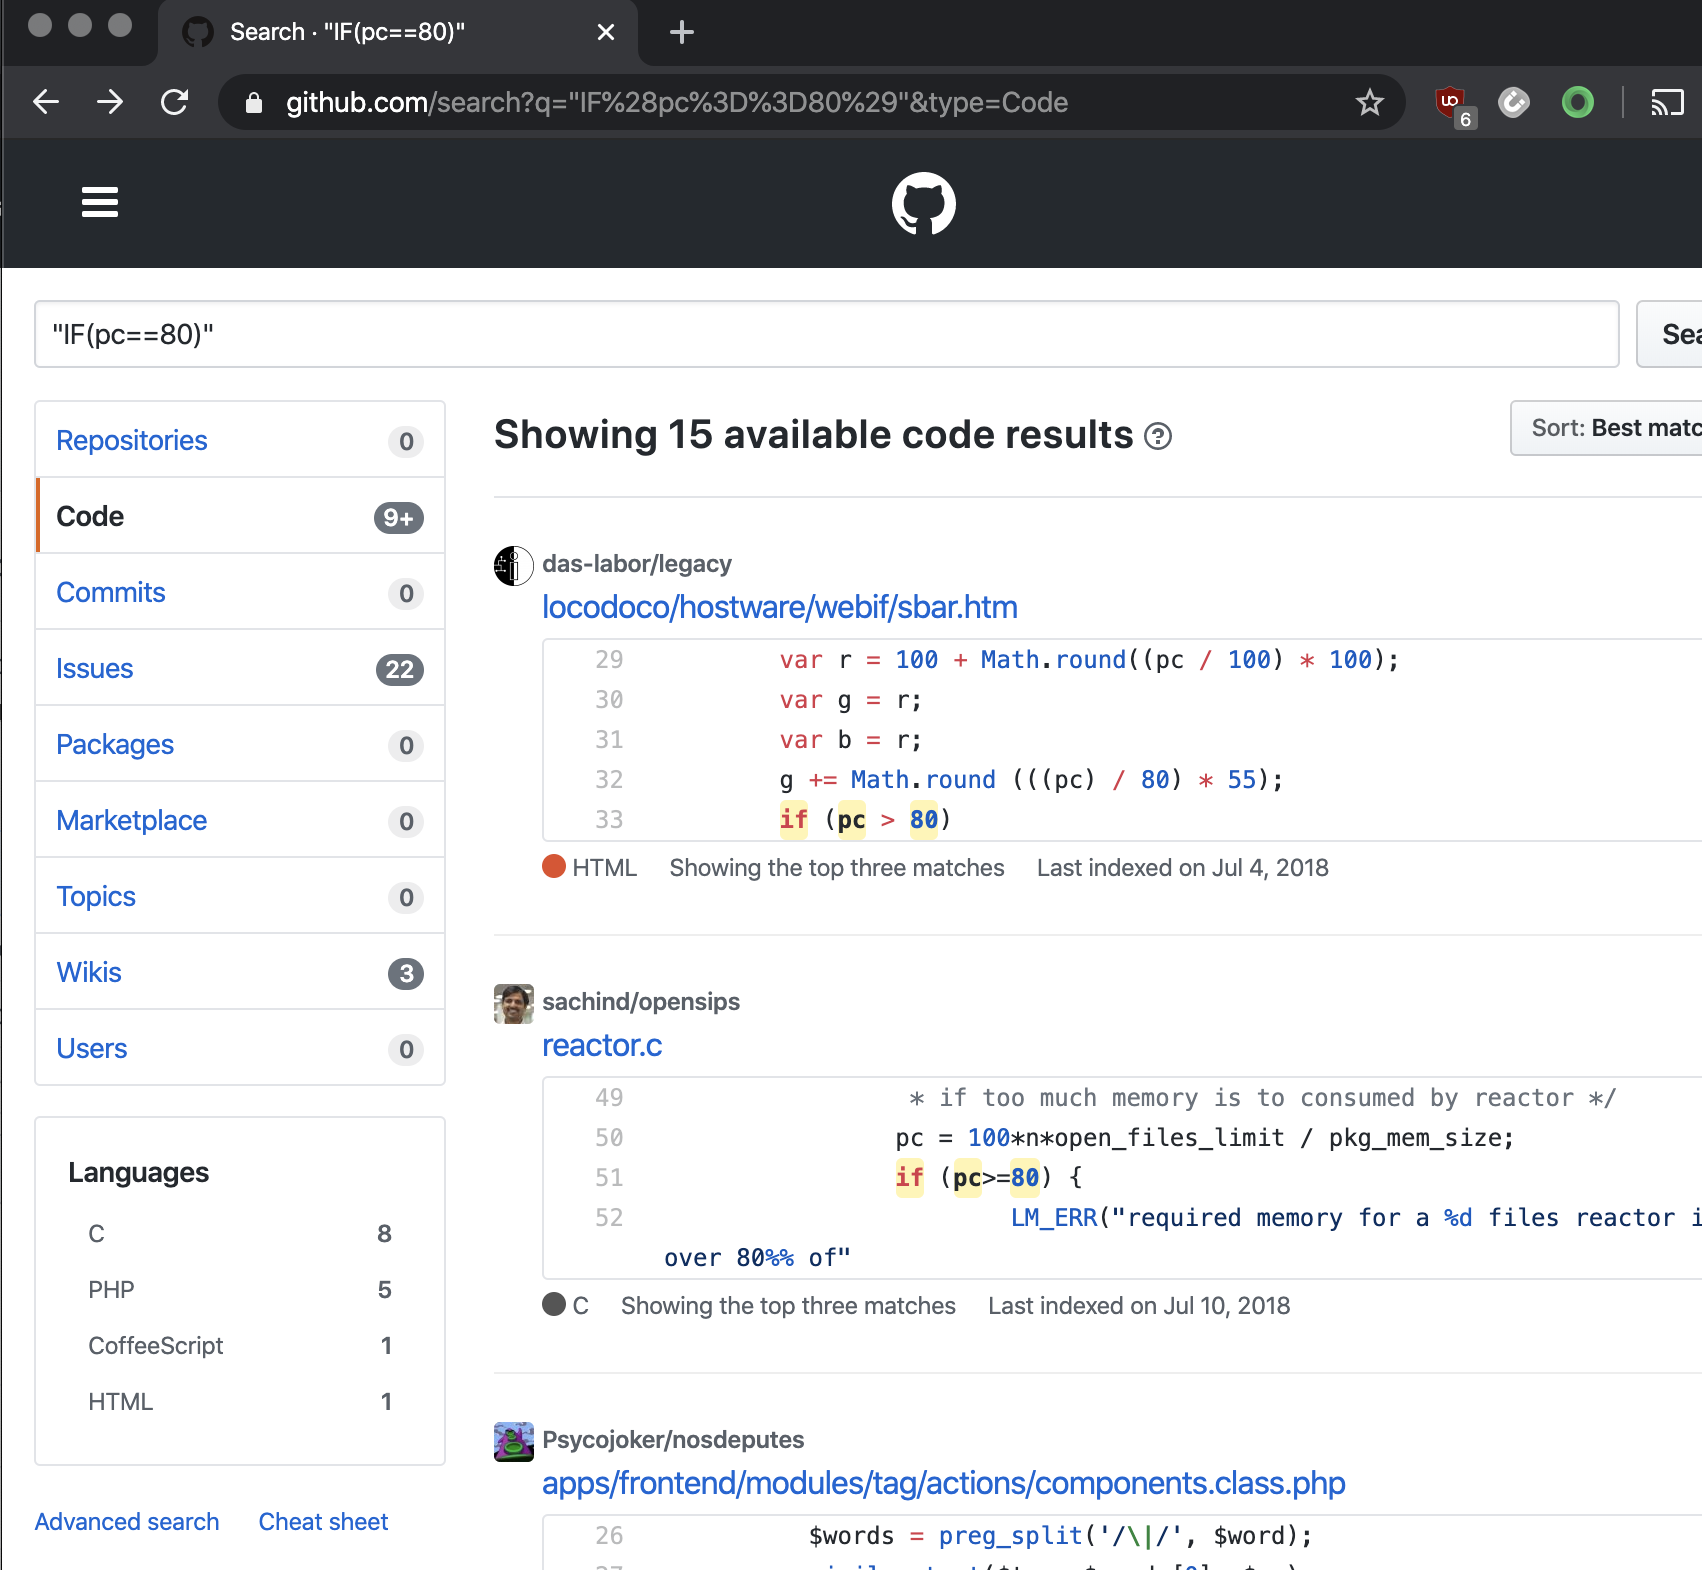 Search · "IF(pc==80)"
github.com/search?q="IF%28pc%3D%3D80%29"&type=Code
6
"IF(pc==80)"
Sea
Repositories 0
Code 9+
Commits 0
Issues 22
Packages 0
Marketplace 0
Topics 0
Wikis 3
Users 0
Languages
C 8
PHP 5
CoffeeScript 1
HTML 1
Advanced search Cheat sheet
Showing 15 available code results
Sort: Best matc
das-labor/legacy
locodoco/hostware/webif/sbar.htm
29 var r = 100 + Math.round((pc / 100) * 100);
30 var g = r;
31 var b = r;
32 g += Math.round (((pc) / 80) * 55);
33 if (pc > 80)
HTML Showing the top three matches Last indexed on Jul 4, 2018
sachind/opensips
reactor.c
49 * if too much memory is to consumed by reactor */
50 pc = 100*n*open_files_limit / pkg_mem_size;
51 if (pc>=80) {
52 LM_ERR("required memory for a %d files reactor i
over 80%% of"
C Showing the top three matches Last indexed on Jul 10, 2018
Psycojoker/nosdeputes
apps/frontend/modules/tag/actions/components.class.php
26 $words = preg_split('/\|/', $word);